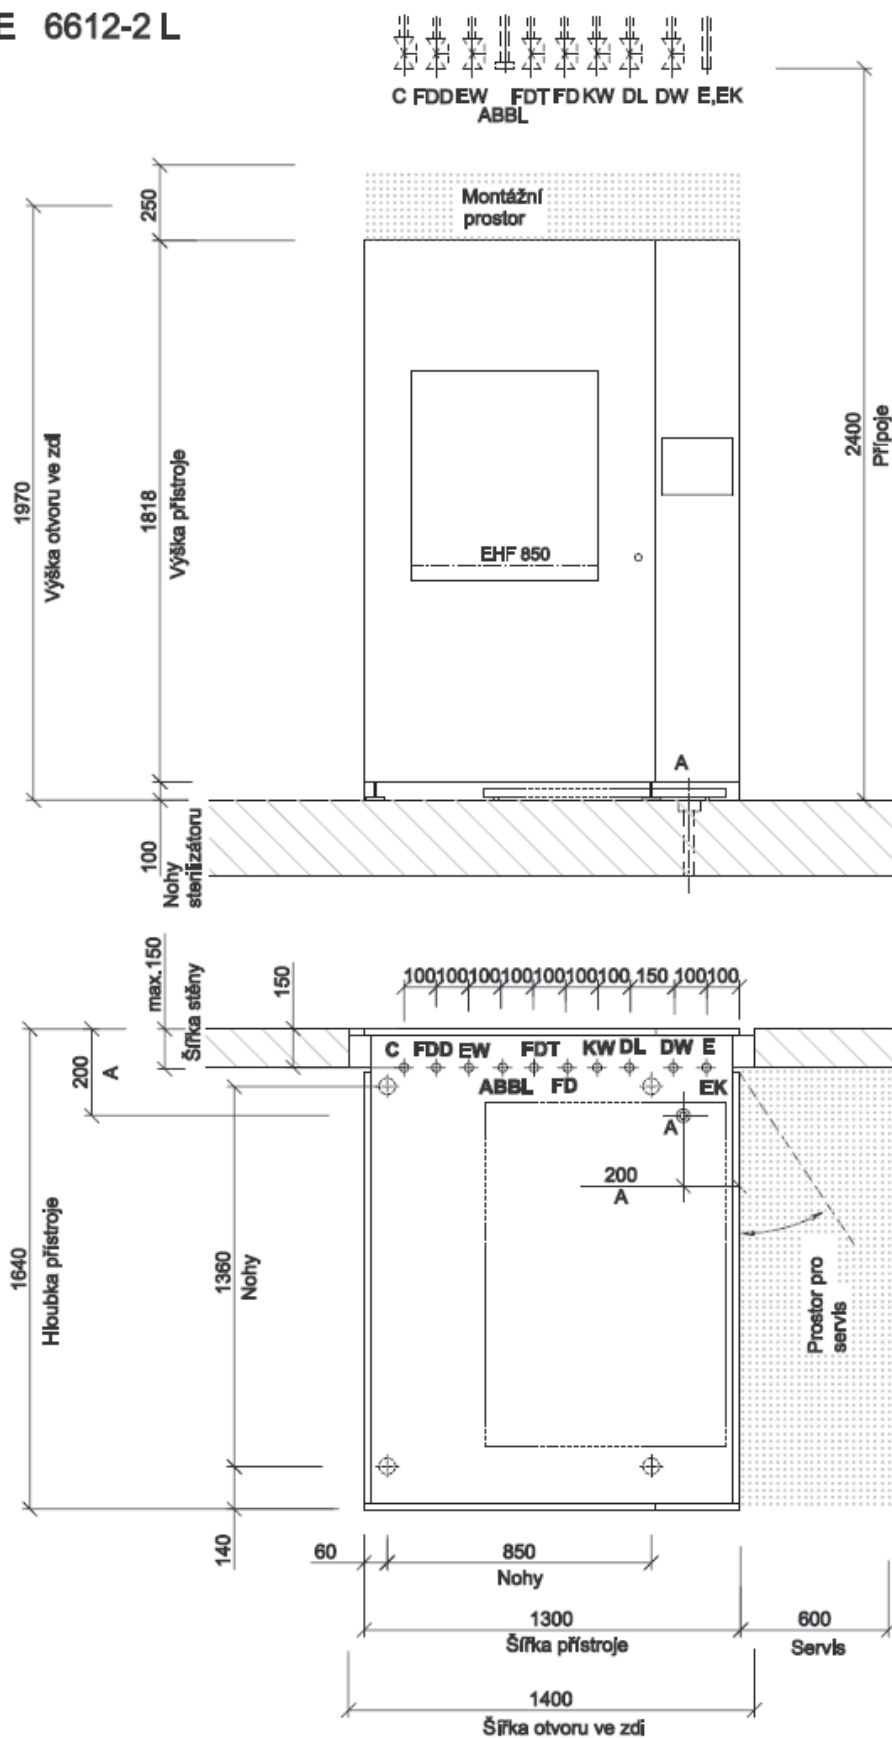 E 6612-2 L
C FDD EW FDT FD KW DL DW E,EK
ABBL
250
Montážní
prostor
1970
Výška otvoru ve zdi
1818
Výška přístroje
2400
Přípoje
EHF 850
A
100
Nohy
sterilizátoru
max.150
Šířka stěny
150
100 100 100 100 100 100 100 150 100 100
200
A
C FDD EW FDT KW DL DW E
ABBL FD EK
A
200
A
1640
Hloubka přístroje
1360
Nohy
Prostor pro
servis
140
60
850
Nohy
1300
Šířka přístroje
600
Servis
1400
Šířka otvoru ve zdi